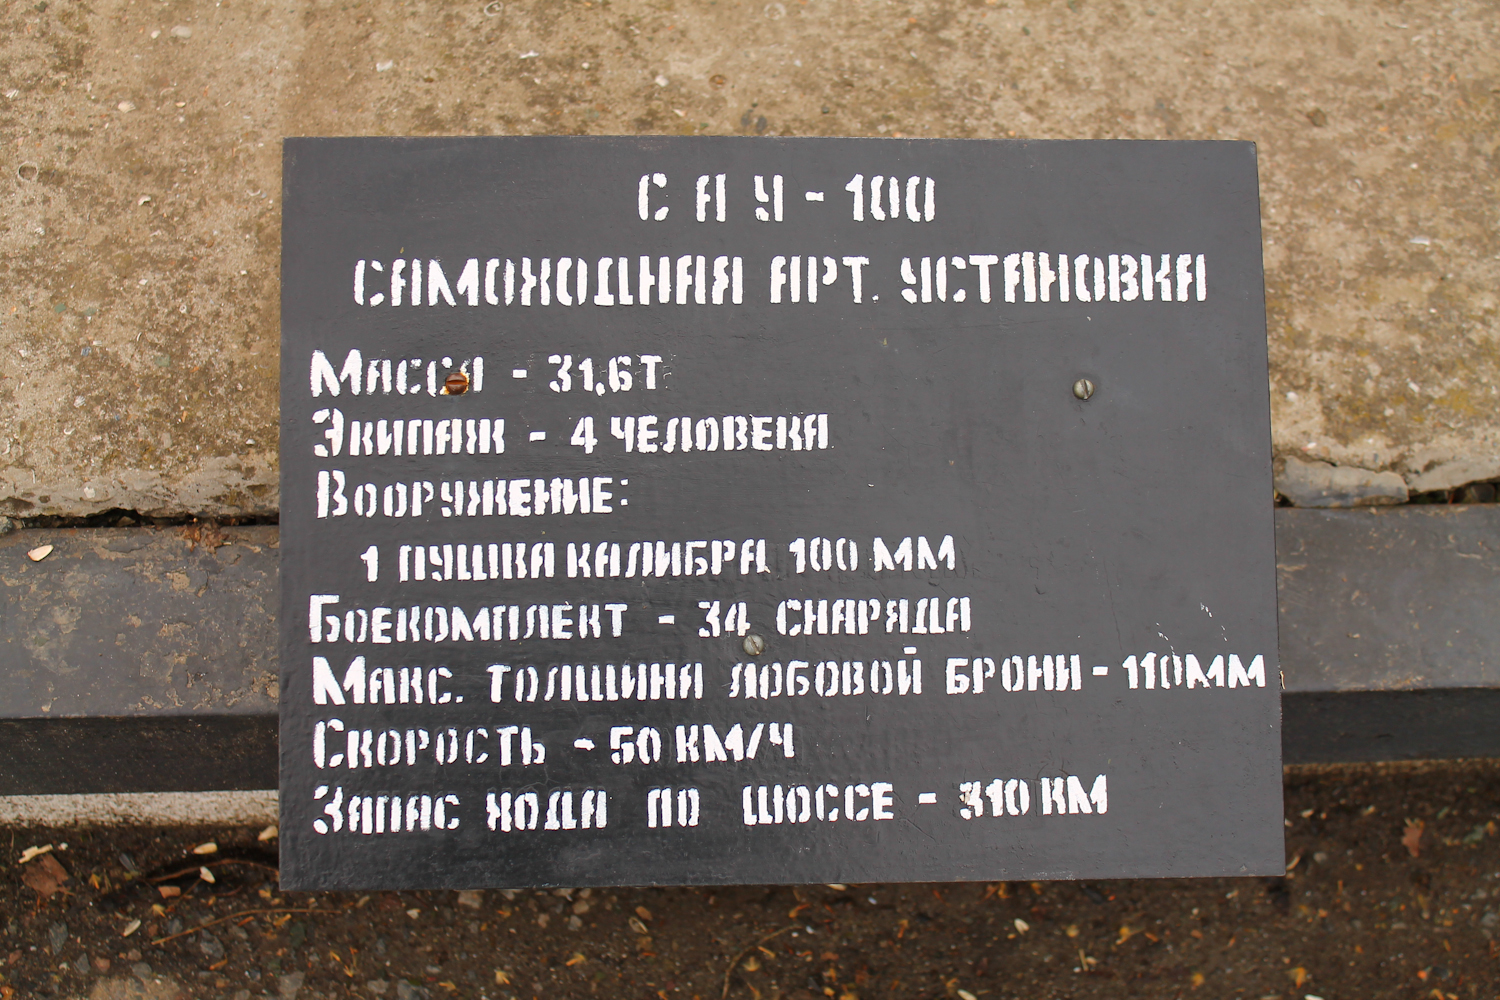 САУ-100
САМОХОДНАЯ АРТ. УСТАНОВКА
МАССА - 31,6Т
ЭКИПАЖ - 4 ЧЕЛОВЕКА
ВООРУЖЕНИЕ:
1 ПУШКА КАЛИБРА 100 ММ
БОЕКОМПЛЕКТ - 34 СНАРЯДА
МАКС. ТОЛЩИНА ЛОБОВОЙ БРОНИ - 110ММ
СКОРОСТЬ - 50 КМ/Ч
ЗАПАС ХОДА ПО ШОССЕ - 310 КМ